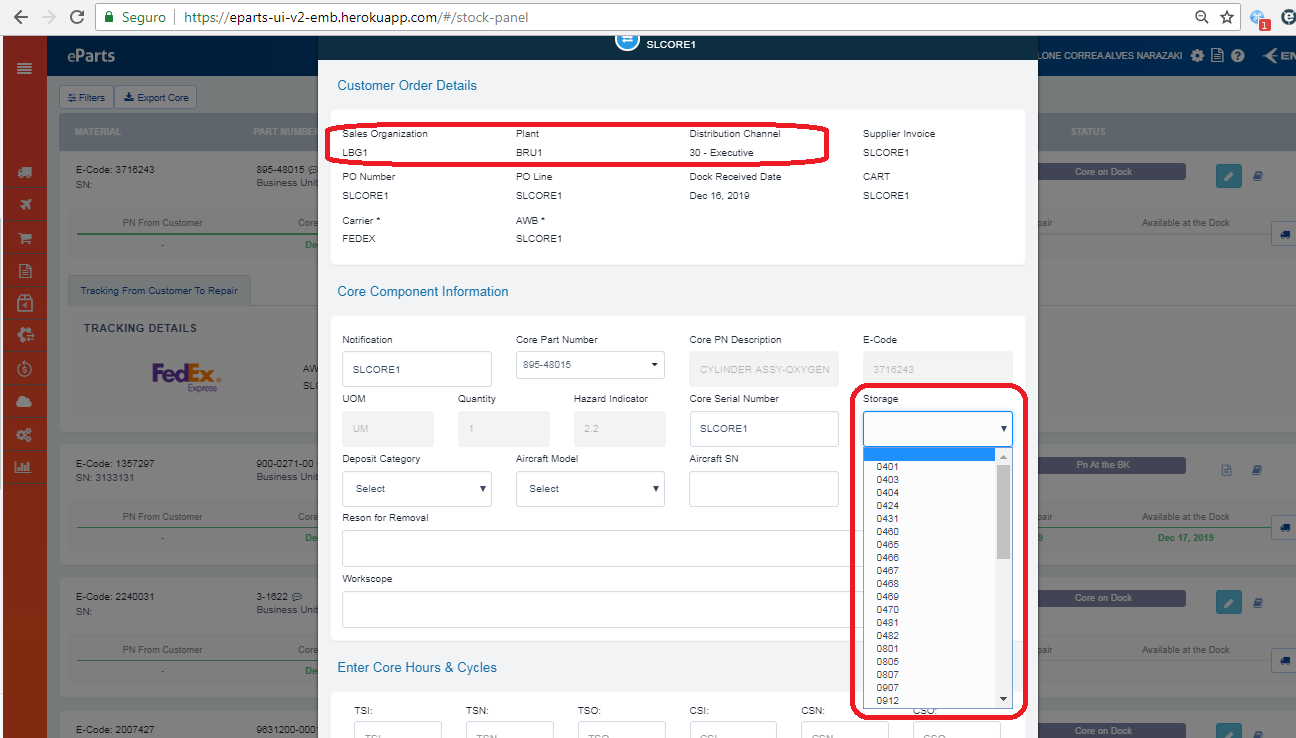 Seguro https://eparts-ui-v2-emb.herokuapp.com/#/stock-panel
1
eParts
SLCORE1
LONE CORREA ALVES NARAZAKI
Filters
Export Core
MATERIAL
PART NUMBER
STATUS
E-Code: 3716243
SN:
895-48015
Business Unit
Core on Dock
PN From Customer
Core
-
De
pair
Available at the Dock
Tracking From Customer To Repair
TRACKING DETAILS
FedEx
Express
AW
SLC
E-Code: 1357297
SN: 3133131
900-0271-00
Business Unit
Pn At the BK
PN From Customer
Core
-
De
pair
Available at the Dock
9
Dec 17, 2019
E-Code: 2240031
SN:
3-1622
Business Unit
Core on Dock
PN From Customer
Core
-
De
pair
Available at the Dock
E-Code: 2007427
9631200-000
Core on Dock
Customer Order Details
Sales Organization Plant Distribution Channel Supplier Invoice
LBG1 BRU1 30 - Executive SLCORE1
PO Number PO Line Dock Received Date CART
SLCORE1 SLCORE1 Dec 16, 2019 SLCORE1
Carrier * AWB *
FEDEX SLCORE1
Core Component Information
Notification Core Part Number Core PN Description E-Code
SLCORE1 895-48015 CYLINDER ASSY-OXYGEN 3716243
UOM Quantity Hazard Indicator Core Serial Number Storage
UM 1 2.2 SLCORE1
Deposit Category Aircraft Model Aircraft SN
Select Select
Reson for Removal
Workscope
0401
0403
0404
0424
0431
0460
0465
0466
0467
0468
0469
0470
0481
0482
0801
0805
0807
0907
0912
Enter Core Hours & Cycles
TSI: TSN: TSO: CSI: CSN: CSO:
TSI TSN TSO CSI CSN CSO